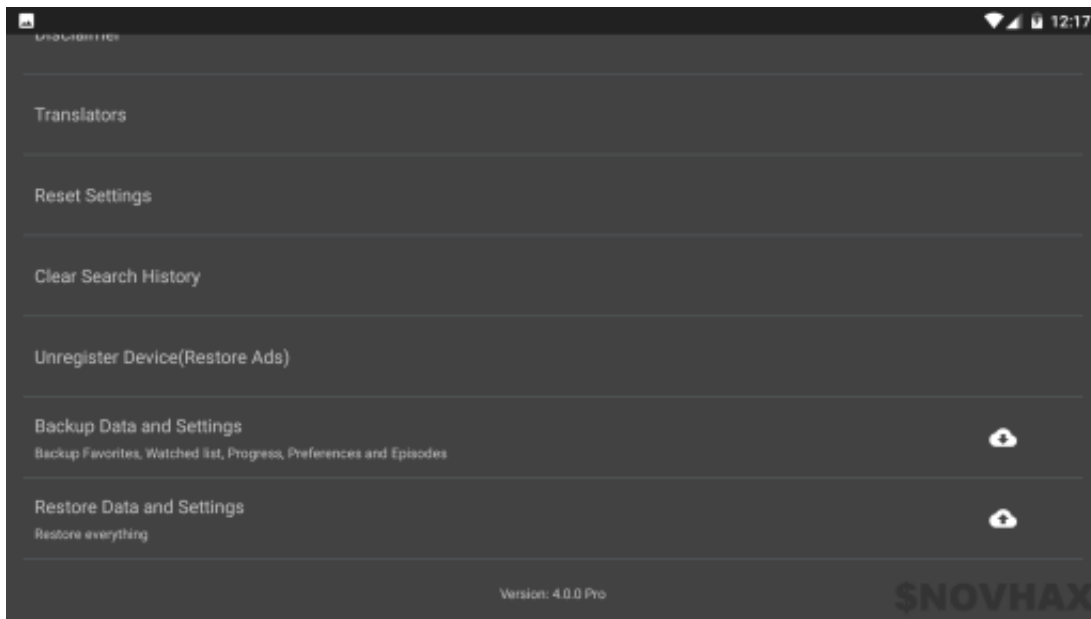 12:17
Disclaimer
Translators
Reset Settings
Clear Search History
Unregister Device(Restore Ads)
Backup Data and Settings
Backup Favorites, Watched list, Progress, Preferences and Episodes
Restore Data and Settings
Restore everything
Version: 4.0.0 Pro
$NOVHAX